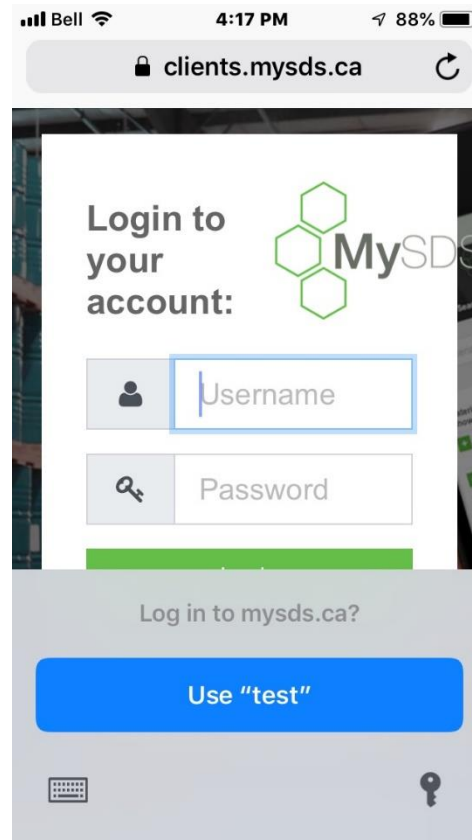 Bell 4:17 PM 88%
clients.mysds.ca
Login to
your
account:
MySDS
Username
Password
Log in to mysds.ca?
Use “test”